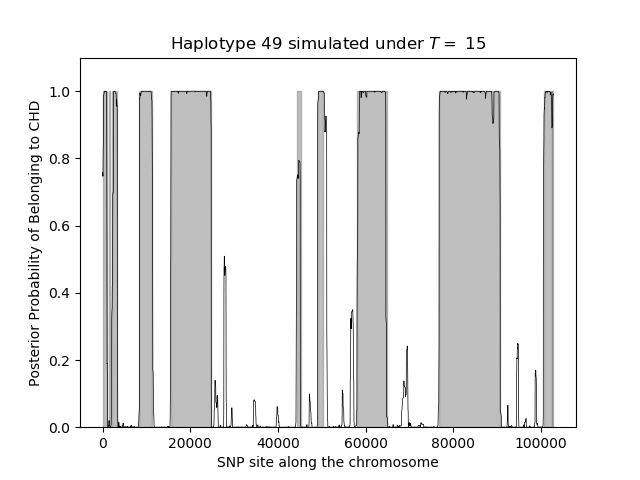 Haplotype 49 simulated under T = 15
Posterior Probability of Belonging to CHD
1.0
0.8
0.6
0.4
0.2
0.0
0 20000 40000 60000 80000 100000
SNP site along the chromosome